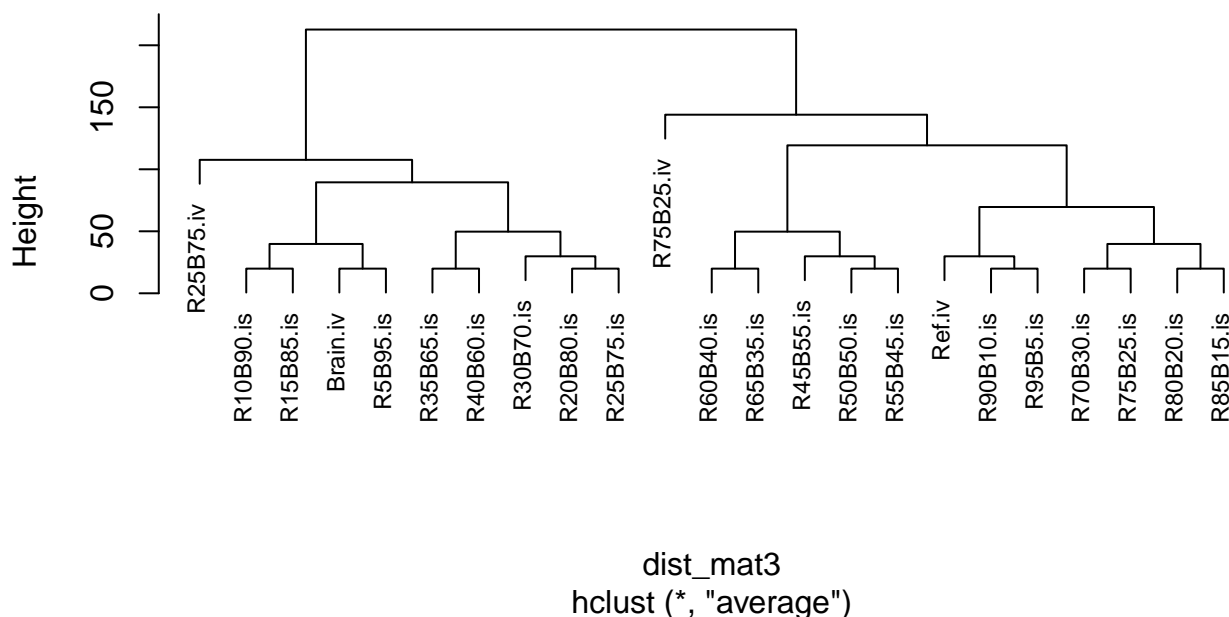 Height
150
50
0
R25B75.iv
R10B90.is
R15B85.is
Brain.iv
R5B95.is
R35B65.is
R40B60.is
R30B70.is
R20B80.is
R25B75.is
R75B25.iv
R60B40.is
R65B35.is
R45B55.is
R50B50.is
R55B45.is
Ref.iv
R90B10.is
R95B5.is
R70B30.is
R75B25.is
R80B20.is
R85B15.is
dist_mat3
hclust (*, "average")